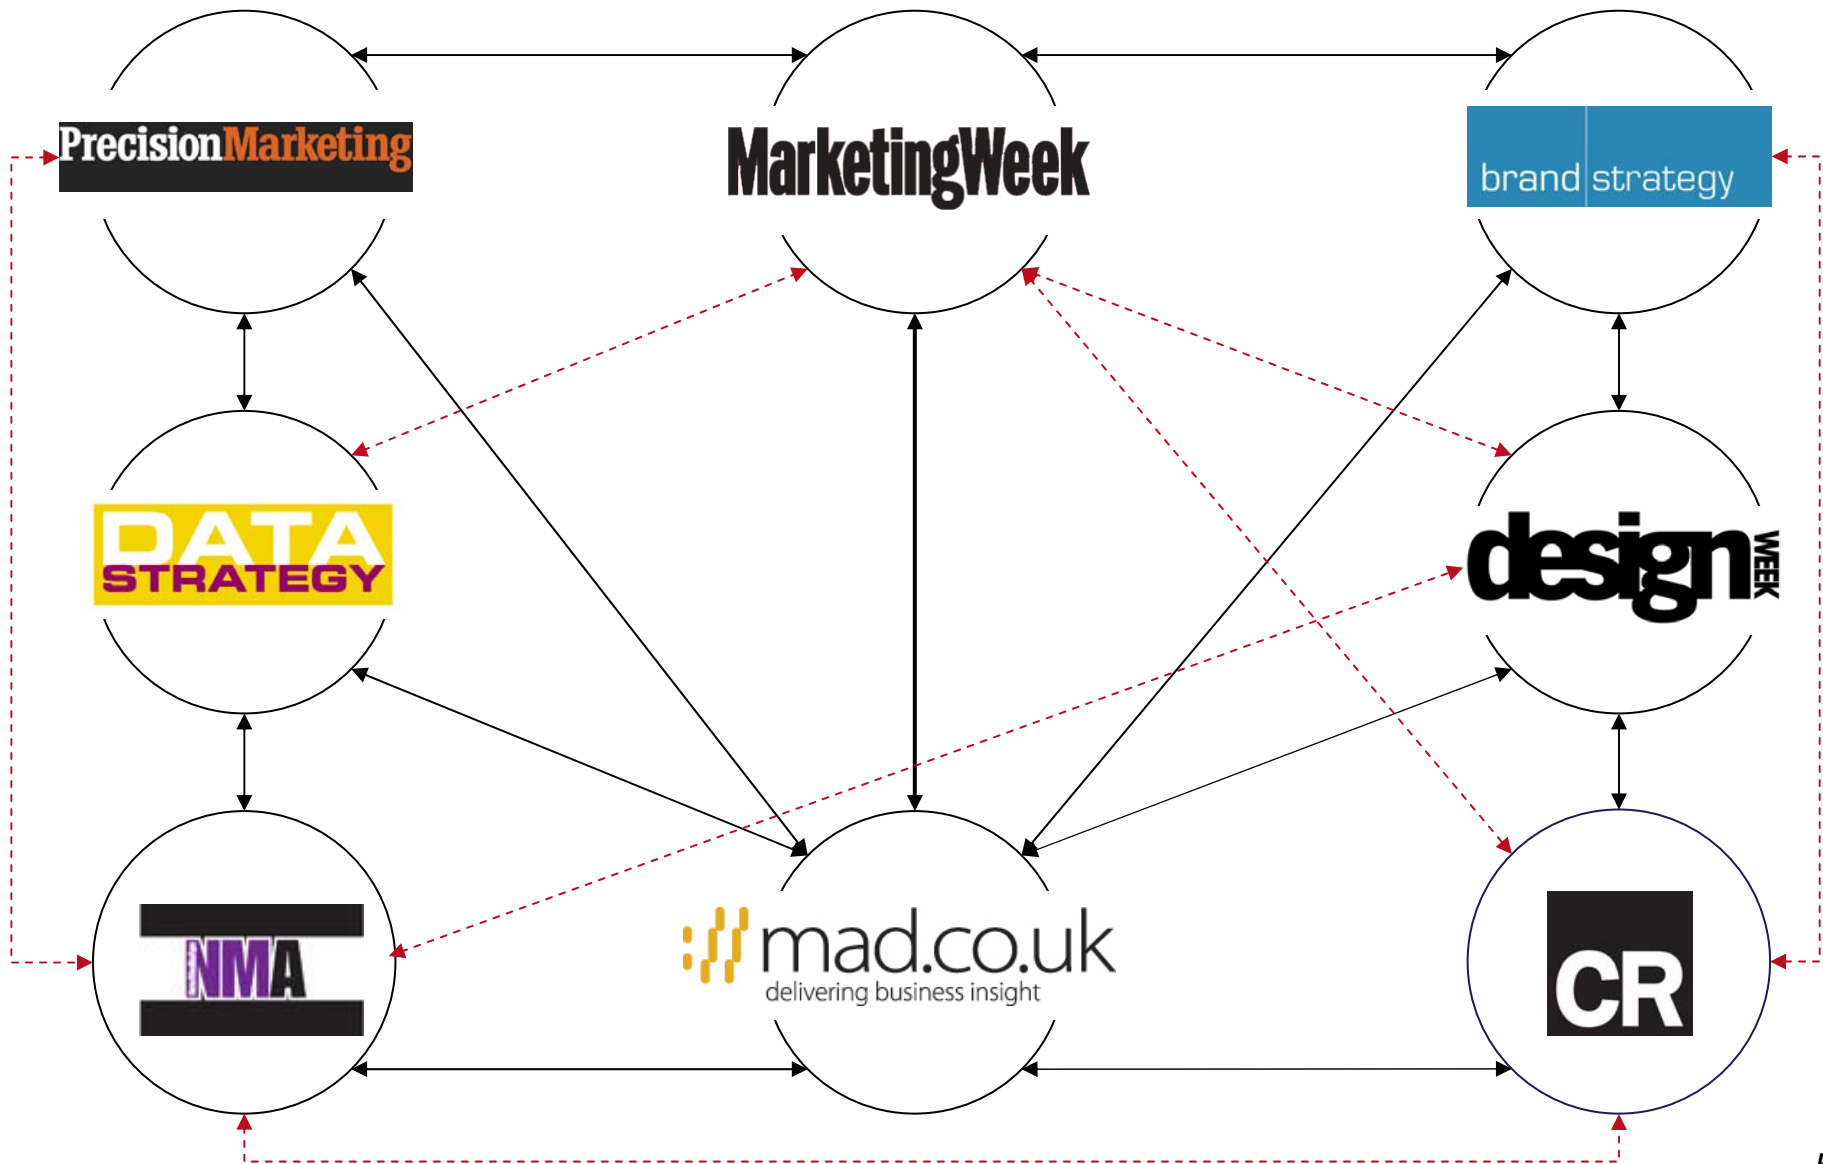 PrecisionMarketing
MarketingWeek
brand strategy
DATA
STRATEGY
design WEEK
NMA
mad.co.uk
delivering business insight
CR